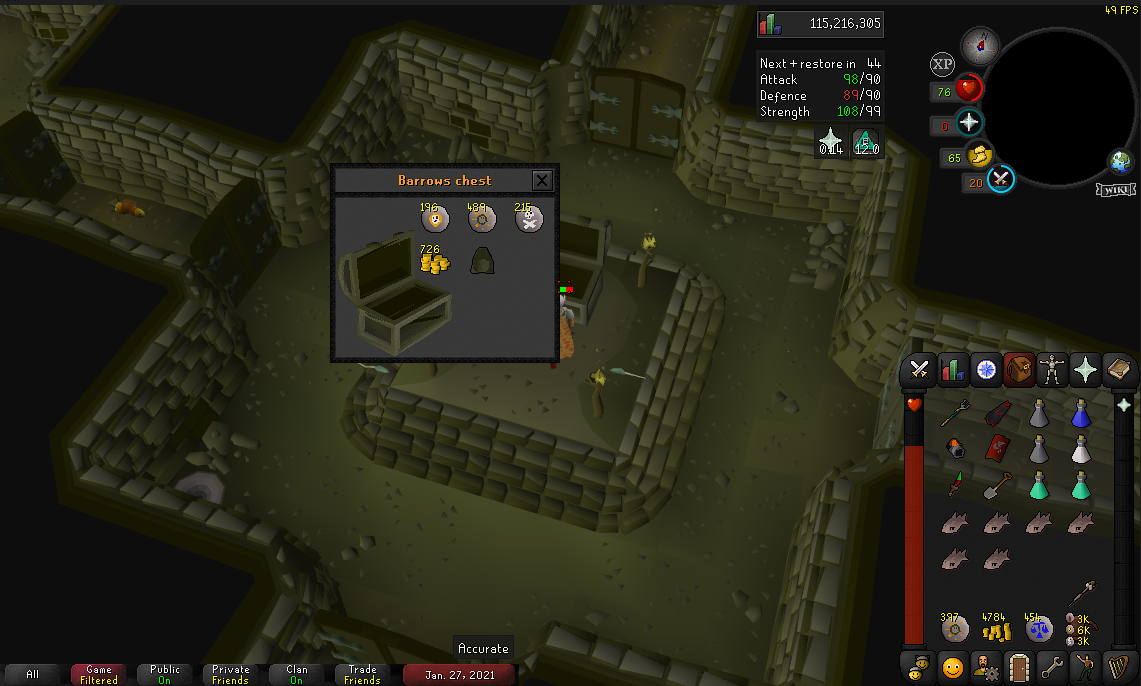 49 FPS
115,216,305
Next + restore in 44
Attack 98/90
Defence 89/90
Strength 108/99
0:14 12.0
XP
76
0
65
20
WIKI
Barrows chest
196 489 215
726
397 4784 454 3K
6K
3K
Accurate
All
Game
Filtered
Public
On
Private
Friends
Clan
On
Trade
Friends
Jan. 27, 2021